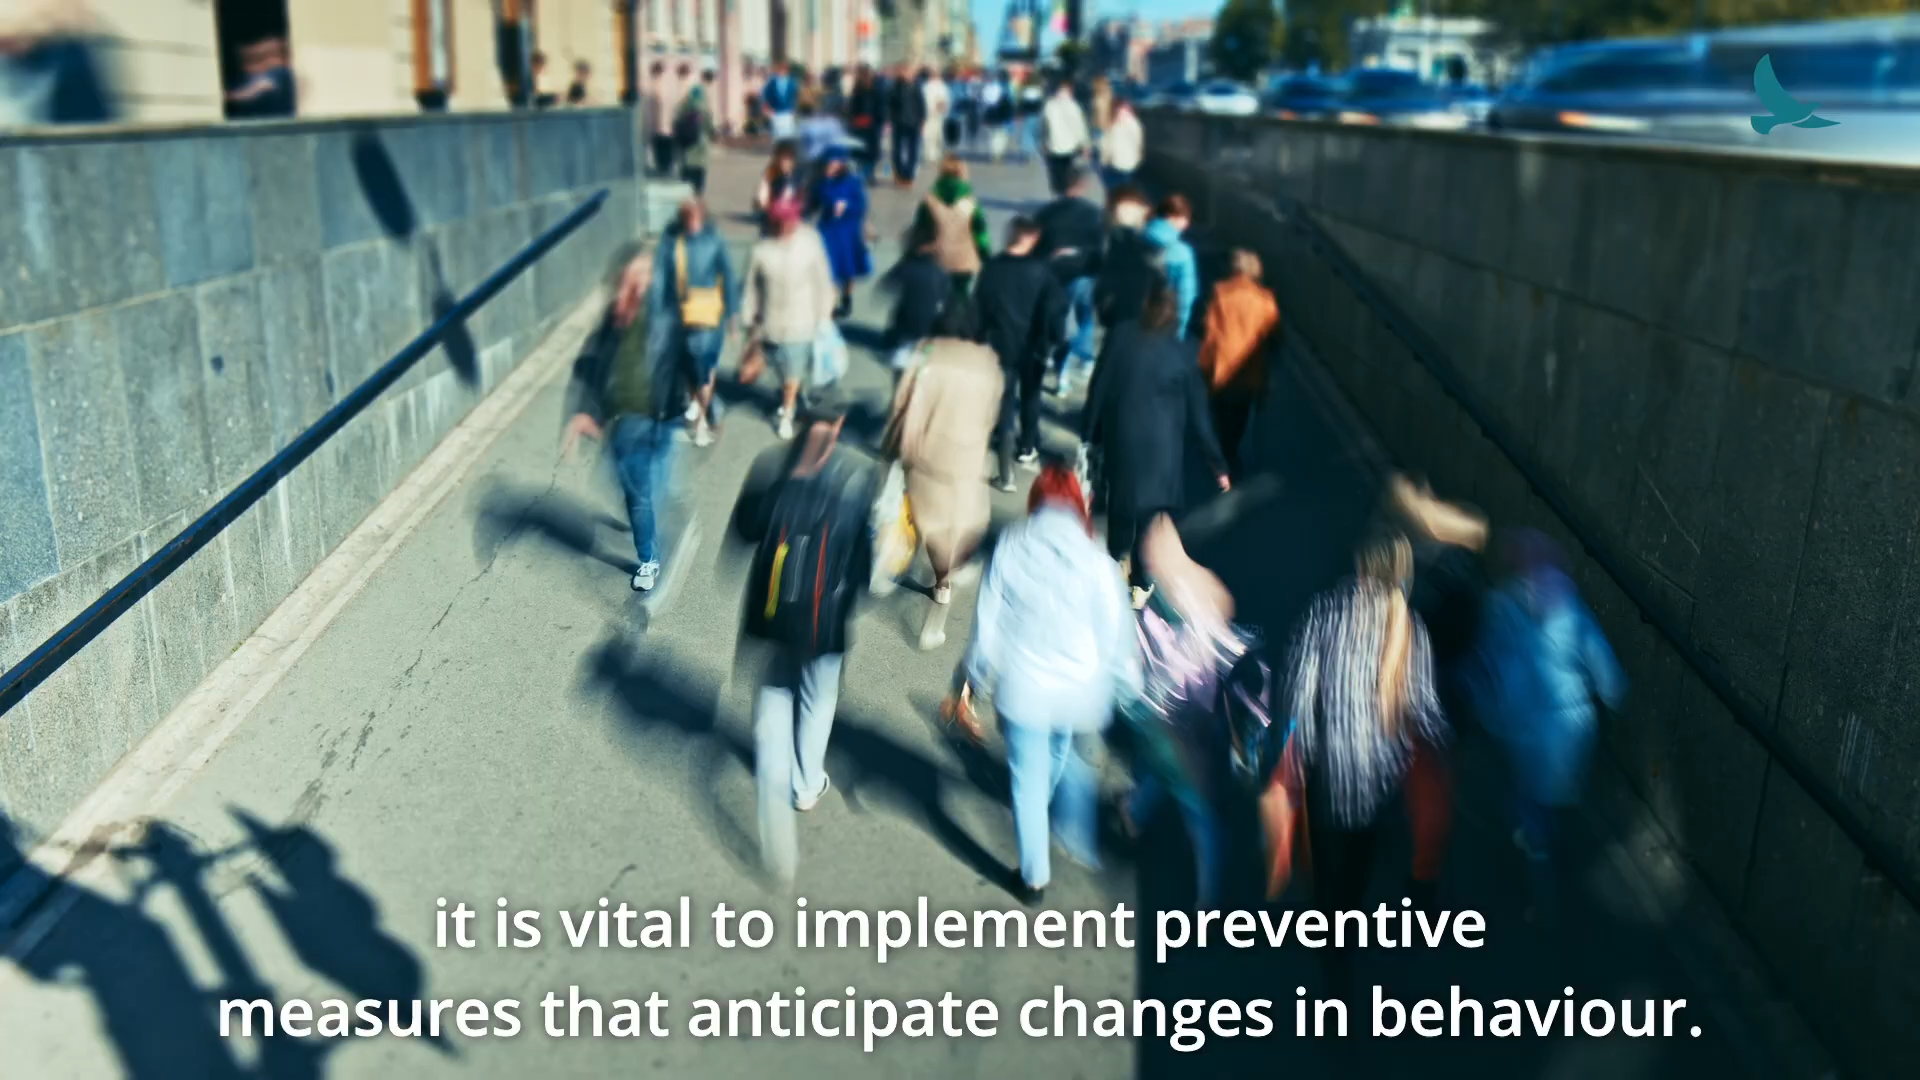 it is vital to implement preventive
measures that anticipate changes in behaviour.